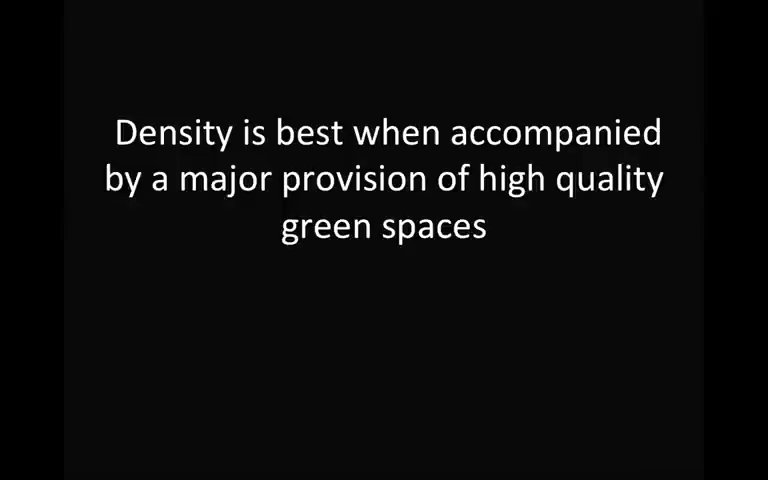 Density is best when accompanied
by a major provision of high quality
green spaces